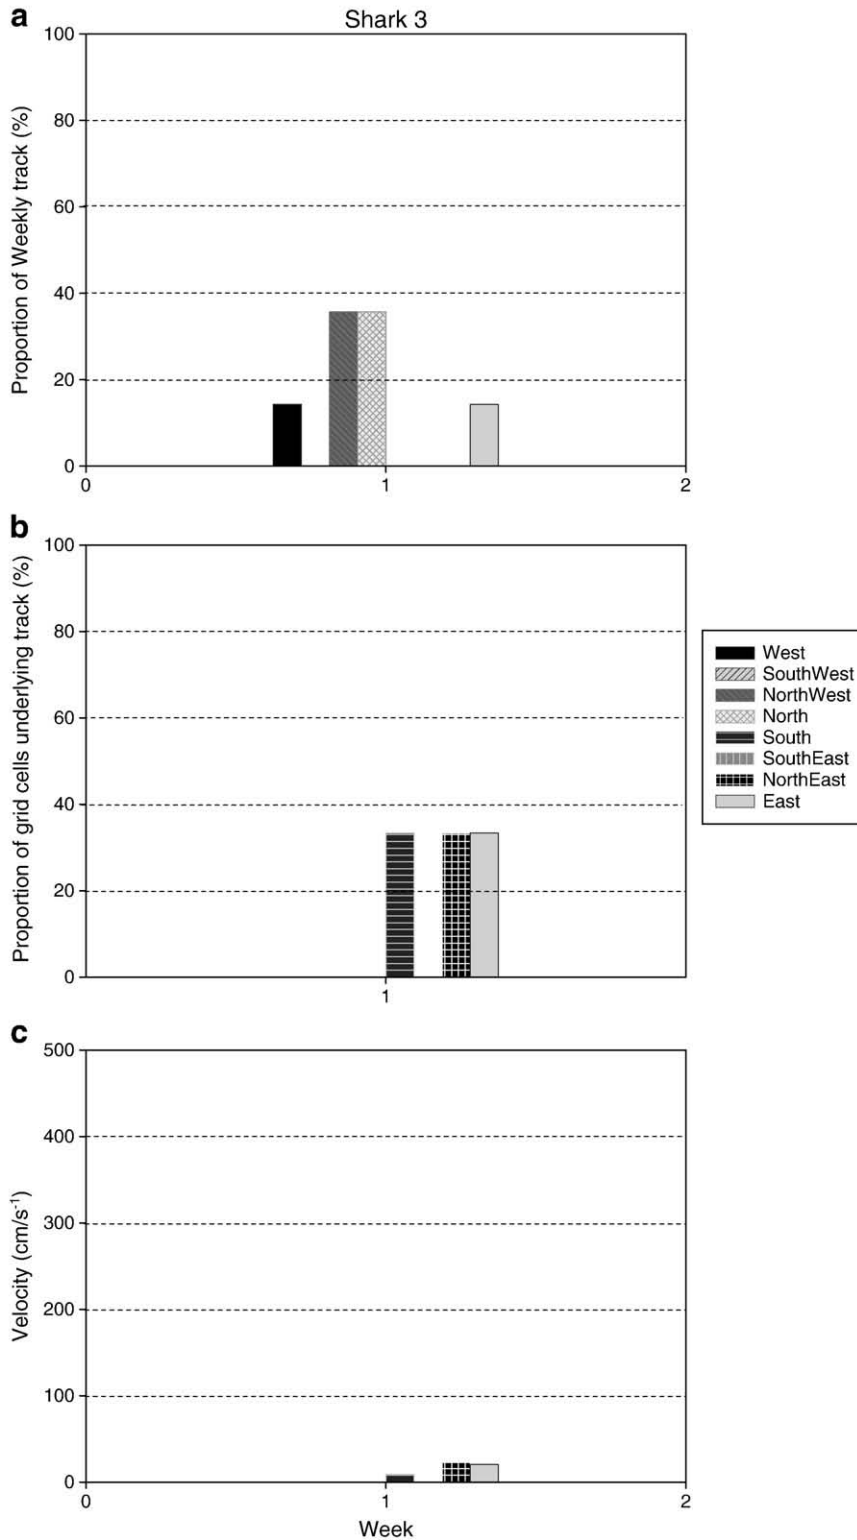 a
Shark 3
Proportion of Weekly track (%)
100
80
60
40
20
0
0 1 2
b
Proportion of grid cells underlying track (%)
100
80
60
40
20
0
1
West
SouthWest
NorthWest
North
South
SouthEast
NorthEast
East
c
Velocity (cm/s⁻¹)
500
400
300
200
100
0
0 1 2
Week